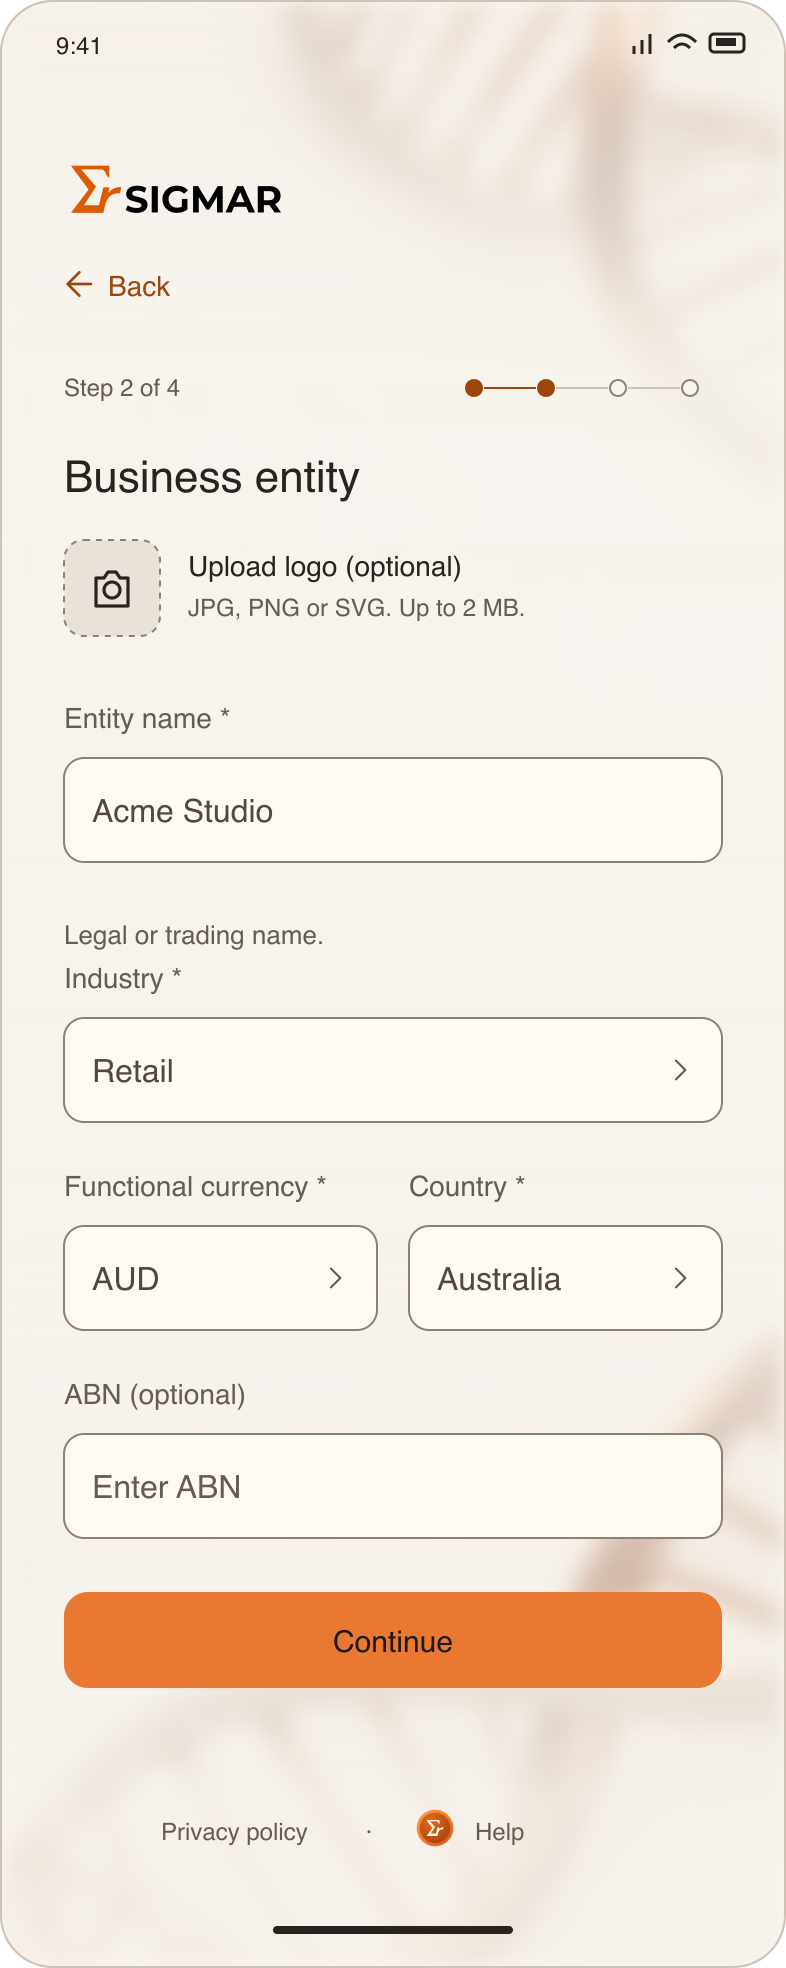 9:41
Σr SIGMAR
← Back
Step 2 of 4
Business entity
Upload logo (optional)
JPG, PNG or SVG. Up to 2 MB.
Entity name *
Acme Studio
Legal or trading name.
Industry *
Retail
Functional currency * Country *
AUD Australia
ABN (optional)
Enter ABN
Continue
Privacy policy · Σr Help